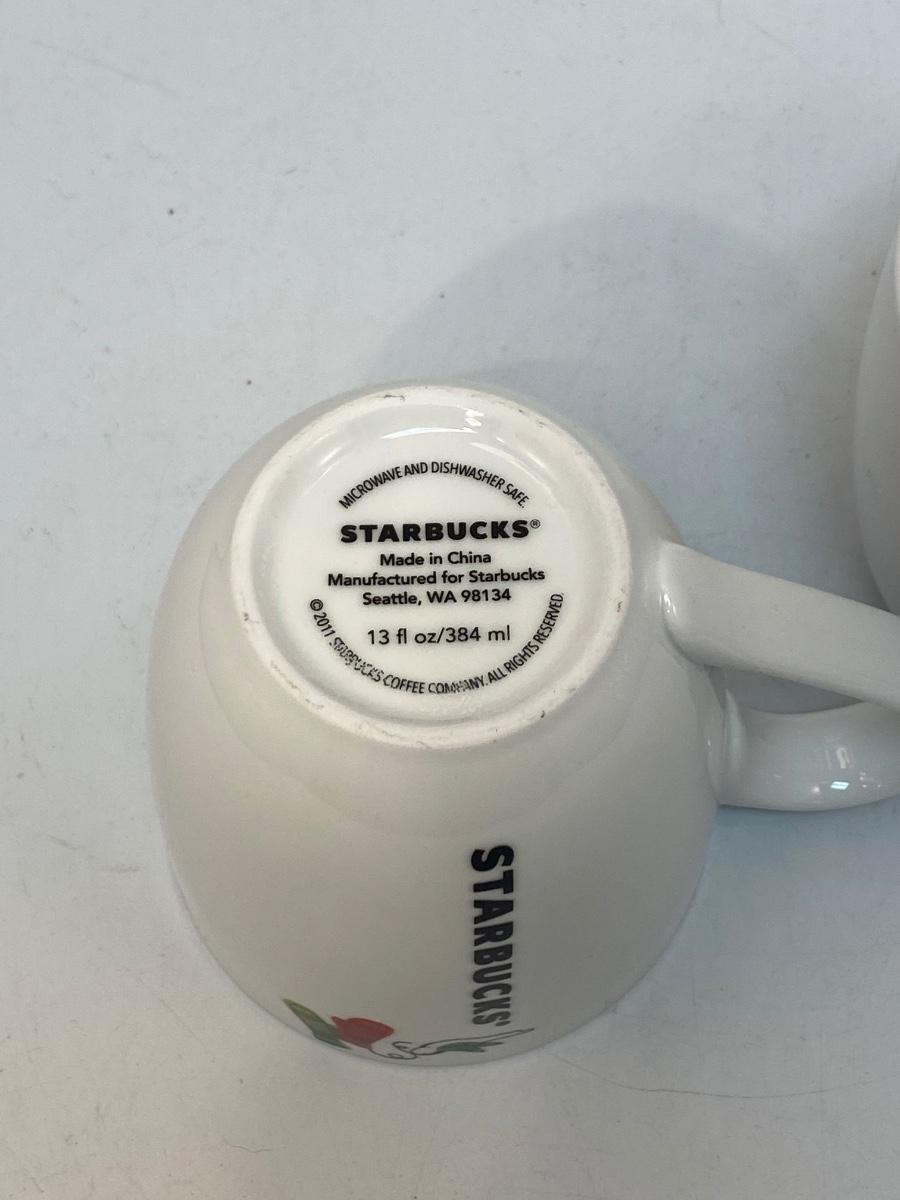 MICROWAVE AND DISHWASHER SAFE.
STARBUCKS®
Made in China
Manufactured for Starbucks
Seattle, WA 98134
13 fl oz/384 ml
© 2011 STARBUCKS COFFEE COMPANY. ALL RIGHTS RESERVED.
STARBUCKS®